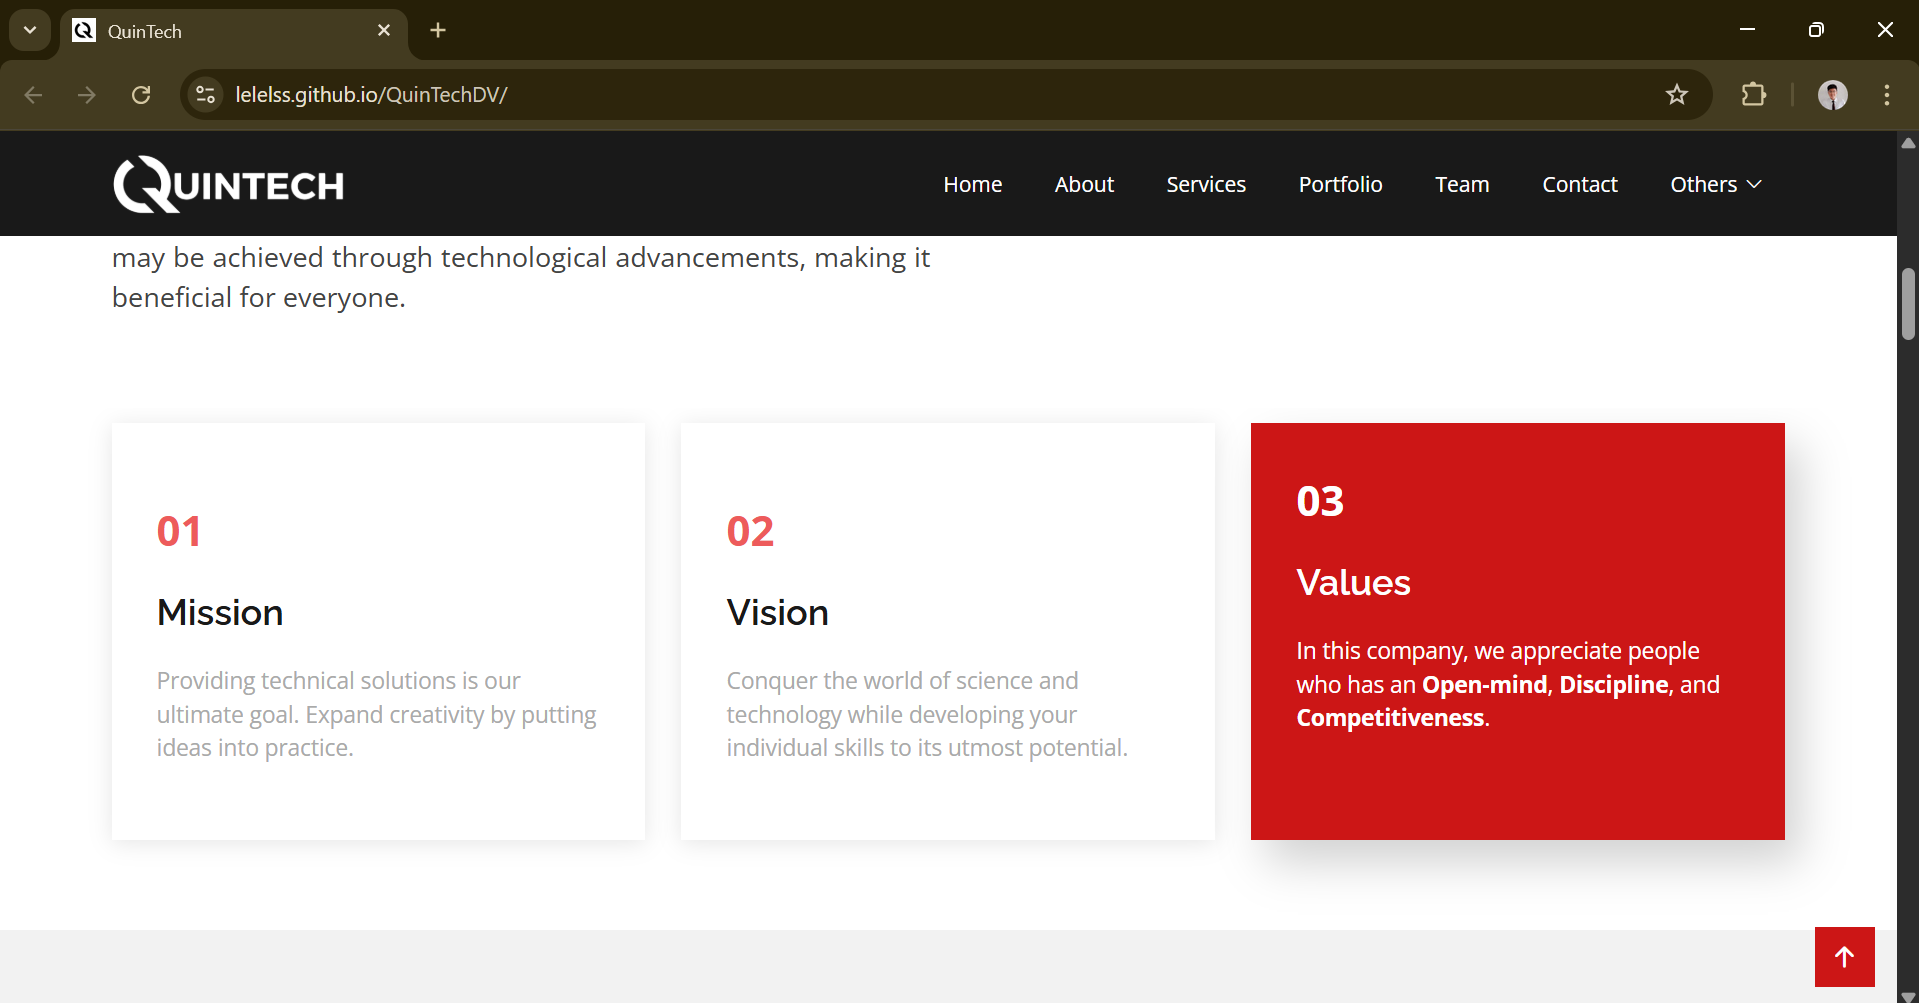 QuinTech
lelelss.github.io/QuinTechDV/
QUINTECH
Home About Services Portfolio Team Contact Others
may be achieved through technological advancements, making it
beneficial for everyone.
01
Mission
Providing technical solutions is our
ultimate goal. Expand creativity by putting
ideas into practice.
02
Vision
Conquer the world of science and
technology while developing your
individual skills to its utmost potential.
03
Values
In this company, we appreciate people
who has an Open-mind, Discipline, and
Competitiveness.